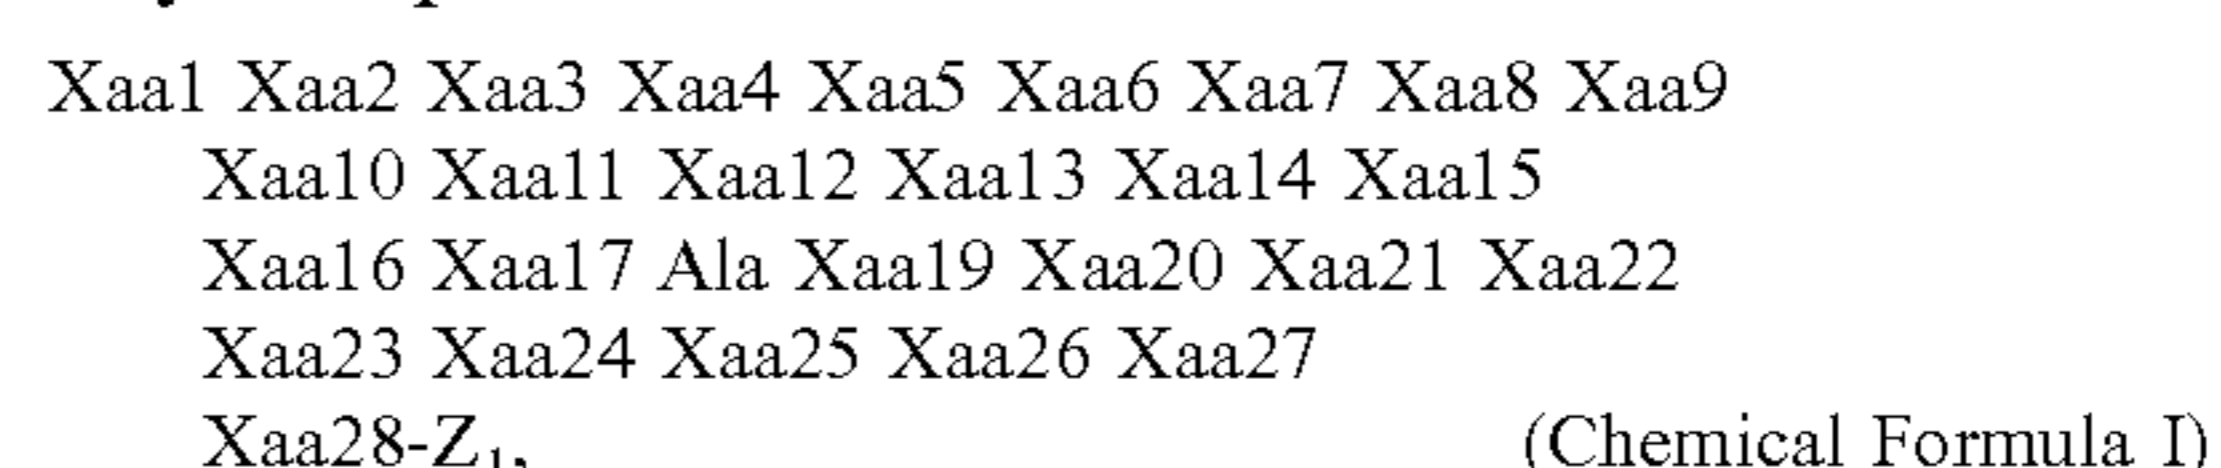 Xaa1 Xaa2 Xaa3 Xaa4 Xaa5 Xaa6 Xaa7 Xaa8 Xaa9
Xaa10 Xaa11 Xaa12 Xaa13 Xaa14 Xaa15
Xaa16 Xaa17 Ala Xaa19 Xaa20 Xaa21 Xaa22
Xaa23 Xaa24 Xaa25 Xaa26 Xaa27
Xaa28-Z₁, (Chemical Formula I)